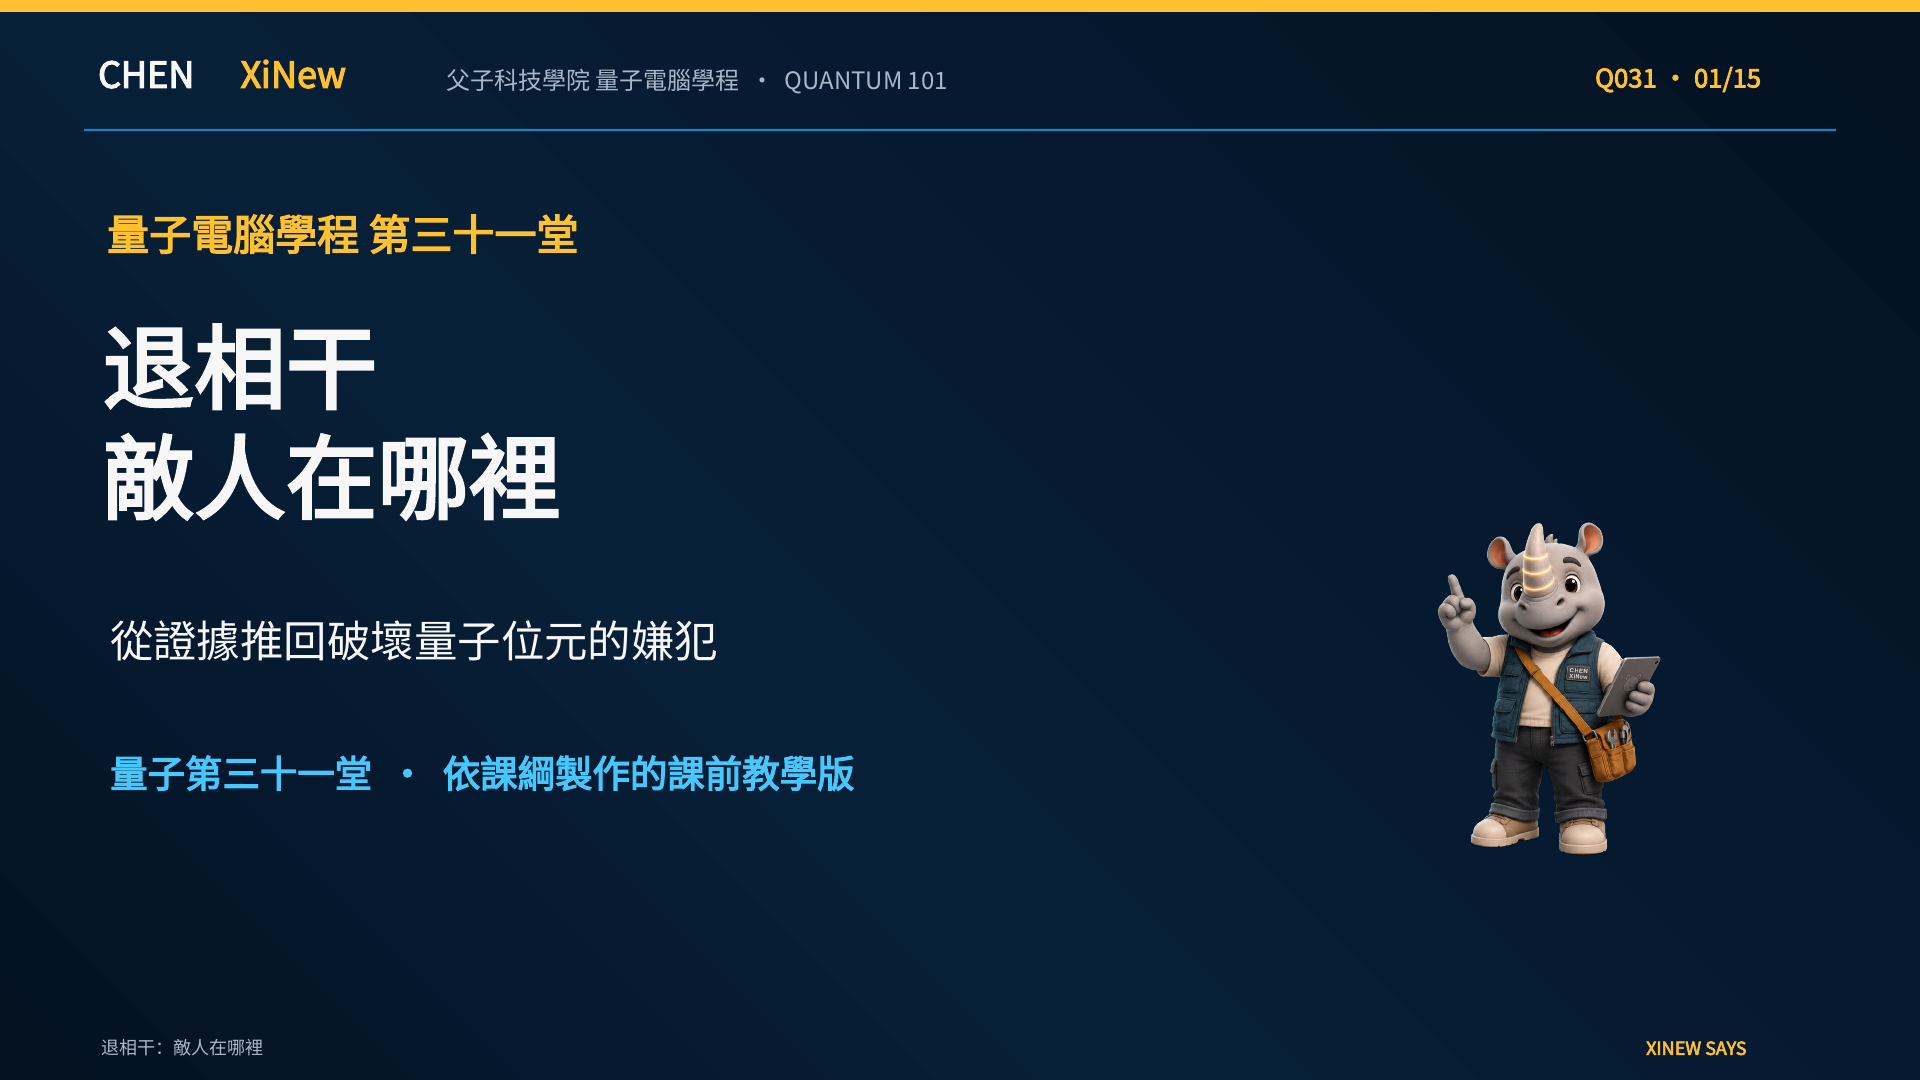 CHEN XiNew 父子科技學院 量子電腦學程 • QUANTUM 101 Q031 • 01/15
量子電腦學程 第三十一堂
退相干
敵人在哪裡
從證據推回破壞量子位元的嫌犯
CHEN
XiNew
量子第三十一堂 • 依課綱製作的課前教學版
退相干：敵人在哪裡 XINEW SAYS